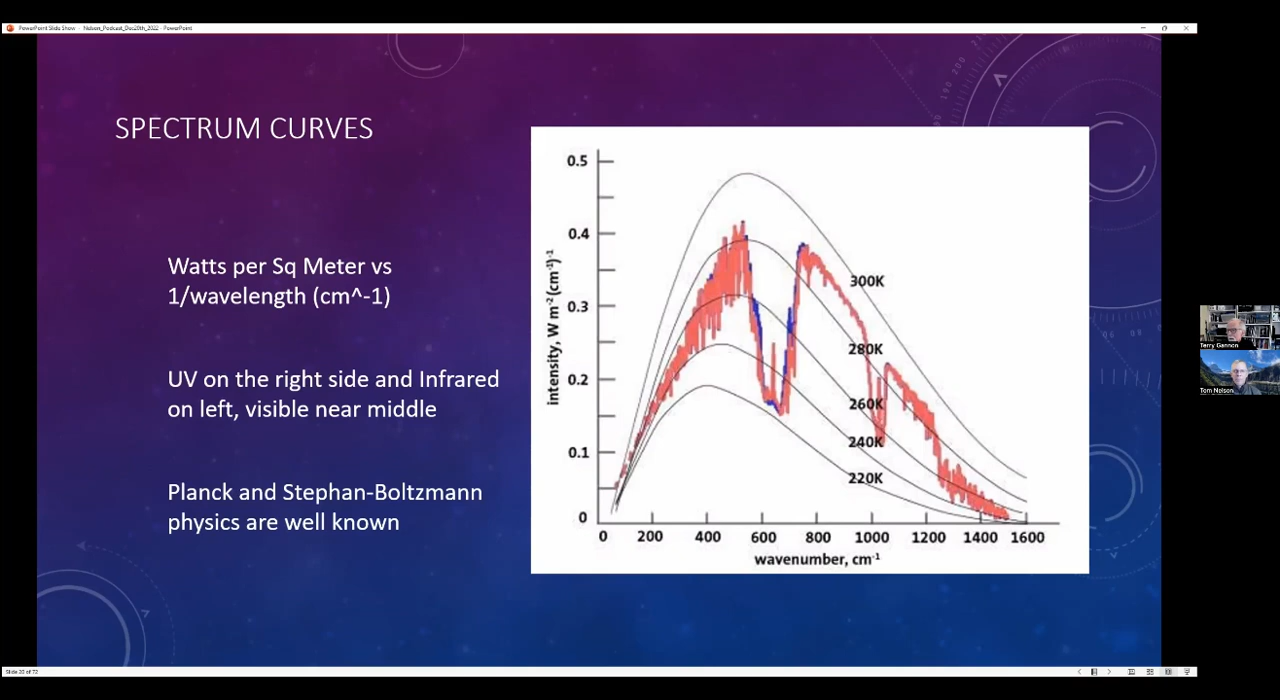 PowerPoint Slide Show - Nelson_Podcast_Dec20th_2022 - PowerPoint
SPECTRUM CURVES
Watts per Sq Meter vs
1/wavelength (cm^-1)
UV on the right side and Infrared
on left, visible near middle
Planck and Stephan-Boltzmann
physics are well known
intensity, W m-2 (cm-1)-1
0.5
0.4
0.3
0.2
0.1
0
300K
280K
260K
240K
220K
0 200 400 600 800 1000 1200 1400 1600
wavenumber, cm-1
Terry Gannon
Tom Nelson